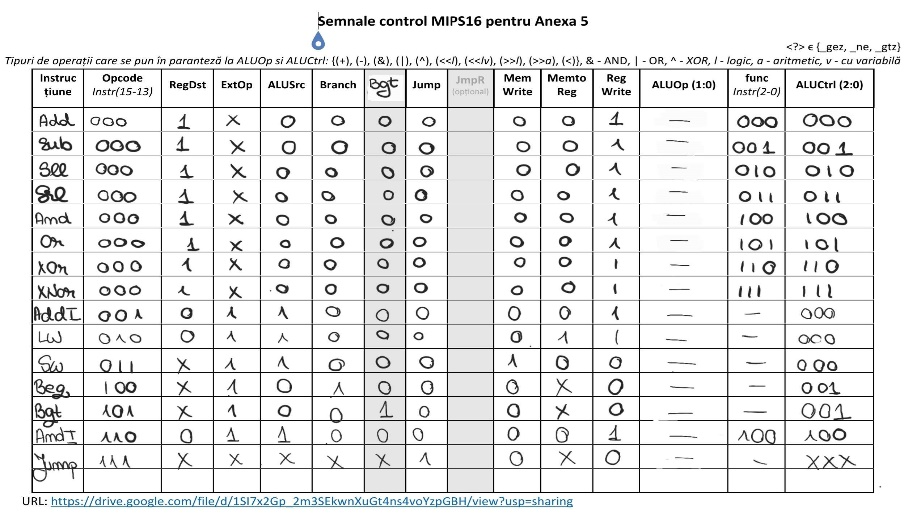 Semnale control MIPS16 pentru Anexa 5
<?> ϵ {_gez, _ne, _gtz}
Tipuri de operații care se pun în paranteză la ALUOp si ALUCtrl: {(+), (-), (&), (|), (^), (<<l), (<<lv), (>>l), (>>a), (<)}, & - AND, | - OR, ^ - XOR, l - logic, a - aritmetic, v - cu variabilă
Instrucțiune Opcode Instr(15-13) RegDst ExtOp ALUSrc Branch Bgt Jump JmpR (optional) Mem Write Memto Reg Reg Write ALUOp (1:0) func Instr(2-0) ALUCtrl (2:0)
Add 000 1 X 0 0 0 0 0 0 1 — 000 000
Sub 000 1 X 0 0 0 0 0 0 1 — 001 001
Sll 000 1 X 0 0 0 0 0 0 1 — 010 010
Srl 000 1 X 0 0 0 0 0 0 1 — 011 011
And 000 1 X 0 0 0 0 0 0 1 — 100 100
Or 000 1 X 0 0 0 0 0 0 1 — 101 101
XOr 000 1 X 0 0 0 0 0 0 1 — 110 110
XNor 000 1 X 0 0 0 0 0 0 1 — 111 111
AddI 001 0 1 1 0 0 0 0 0 1 — — 000
LW 010 0 1 1 0 0 0 0 1 1 — — 000
SW 011 X 1 1 0 0 0 1 0 0 — — 000
Beq 100 X 1 0 1 0 0 0 X 0 — — 001
Bgt 101 X 1 0 0 1 0 0 X 0 — — 001
AndI 110 0 1 1 0 0 0 0 0 1 — 100 100
Jump 111 X X X X X 1 0 X 0 — — XXX
URL: https://drive.google.com/file/d/1SI7x2Gp_2m3SEkwnXuGt4ns4voYzpGBH/view?usp=sharing